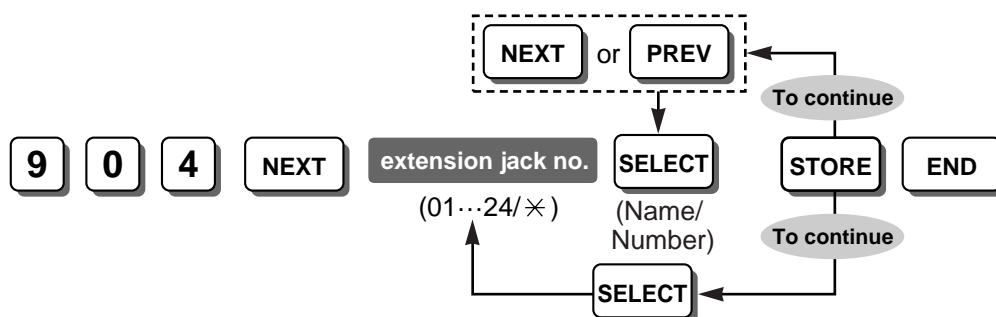 NEXT or PREV
To continue
9 0 4 NEXT extension jack no. SELECT STORE END
(01···24/✳)
(Name/
Number)
To continue
SELECT